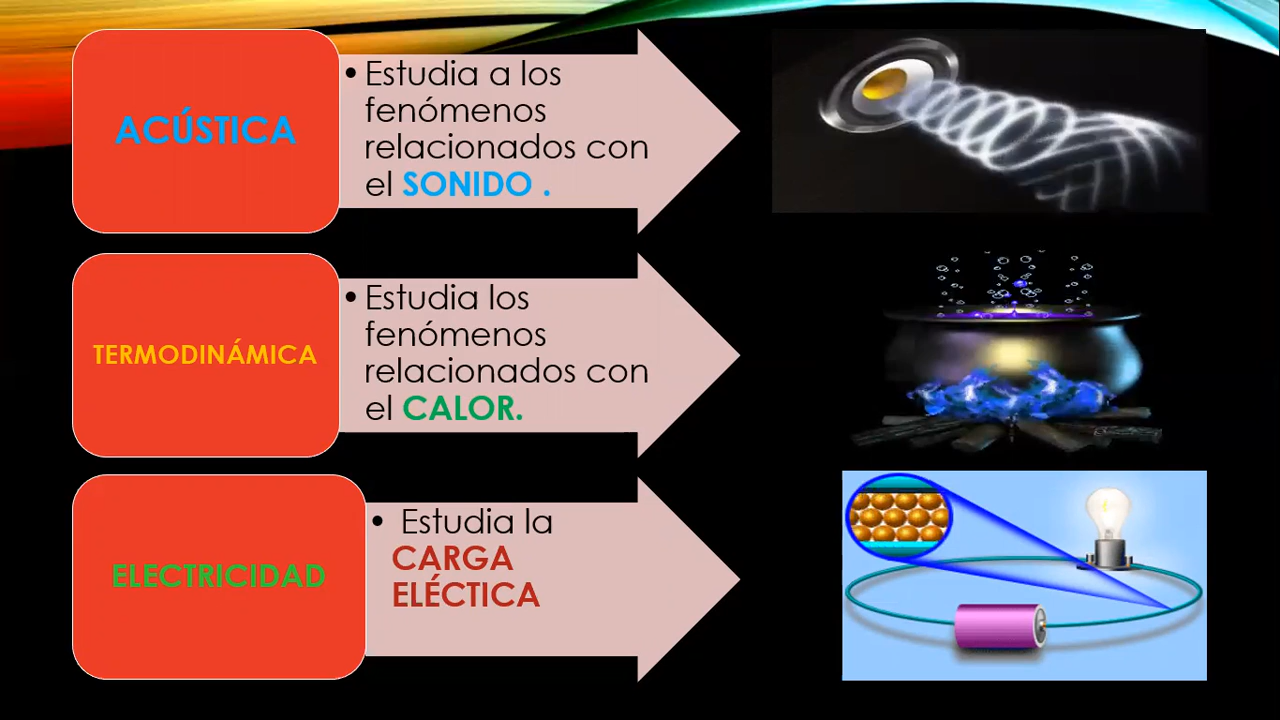 ACÚSTICA
• Estudia a los
fenómenos
relacionados con
el SONIDO .
TERMODINÁMICA
• Estudia los
fenómenos
relacionados con
el CALOR.
ELECTRICIDAD
• Estudia la
CARGA
ELÉCTICA